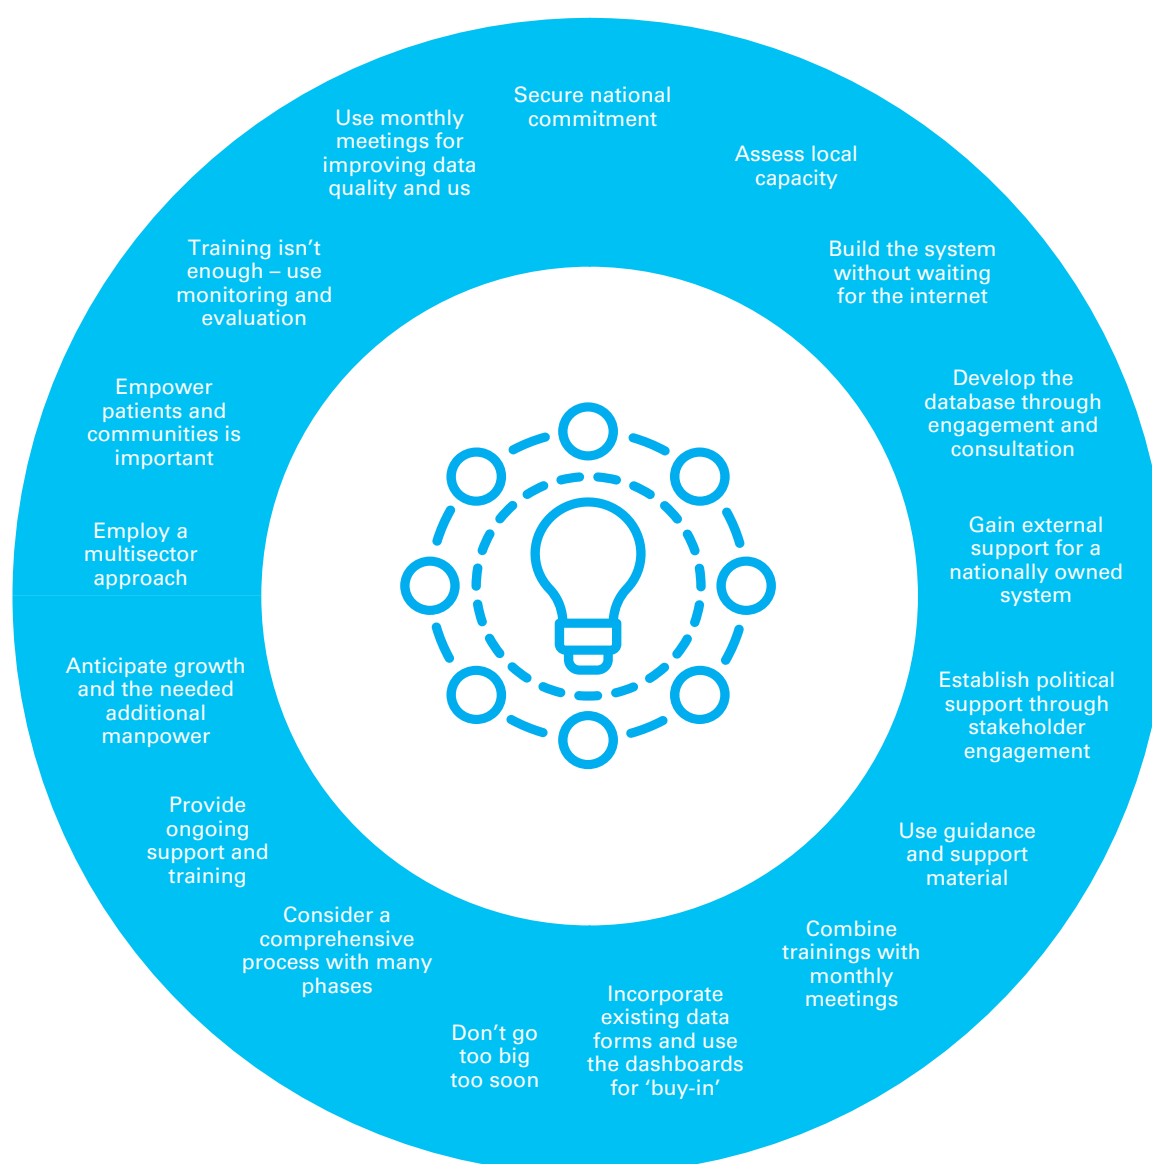 Secure national
commitment
Assess local
capacity
Build the system
without waiting
for the internet
Develop the
database through
engagement and
consultation
Gain external
support for a
nationally owned
system
Establish political
support through
stakeholder
engagement
Use guidance
and support
material
Combine
trainings with
monthly
meetings
Incorporate
existing data
forms and use
the dashboards
for ‘buy-in’
Don’t go
too big
too soon
Consider a
comprehensive
process with many
phases
Provide
ongoing
support and
training
Anticipate growth
and the needed
additional
manpower
Employ a
multisector
approach
Empower
patients and
communities is
important
Training isn’t
enough – use
monitoring and
evaluation
Use monthly
meetings for
improving data
quality and us